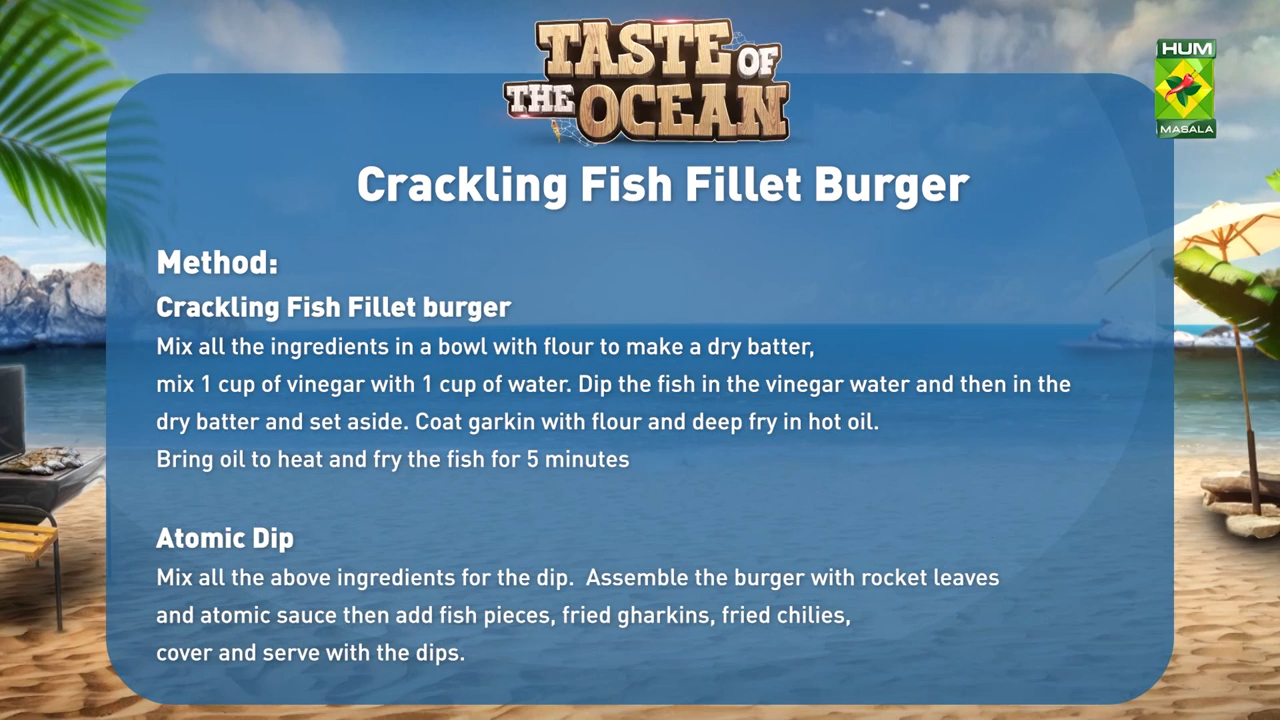 TASTE OF
THE OCEAN
HUM
MASALA
Crackling Fish Fillet Burger
Method:
Crackling Fish Fillet burger
Mix all the ingredients in a bowl with flour to make a dry batter,
mix 1 cup of vinegar with 1 cup of water. Dip the fish in the vinegar water and then in the
dry batter and set aside. Coat garkin with flour and deep fry in hot oil.
Bring oil to heat and fry the fish for 5 minutes
Atomic Dip
Mix all the above ingredients for the dip.  Assemble the burger with rocket leaves
and atomic sauce then add fish pieces, fried gharkins, fried chilies,
cover and serve with the dips.